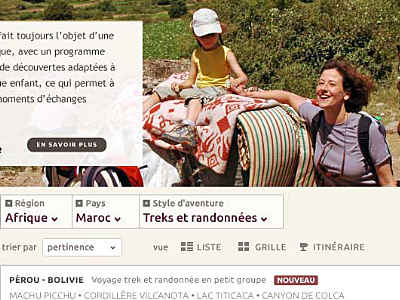 fait toujours l'objet d'une
que, avec un programme
de découvertes adaptées à
ue enfant, ce qui permet à
moments d'échanges
EN SAVOIR PLUS
Région
Afrique
Pays
Maroc
Style d'aventure
Treks et randonnées
trier par pertinence
vue LISTE GRILLE ITINÉRAIRE
PÉROU - BOLIVIE Voyage trek et randonnée en petit groupe NOUVEAU
MACHU PICCHU • CORDILLÈRE VILCANOTA • LAC TITICACA • CANYON DE COLCA